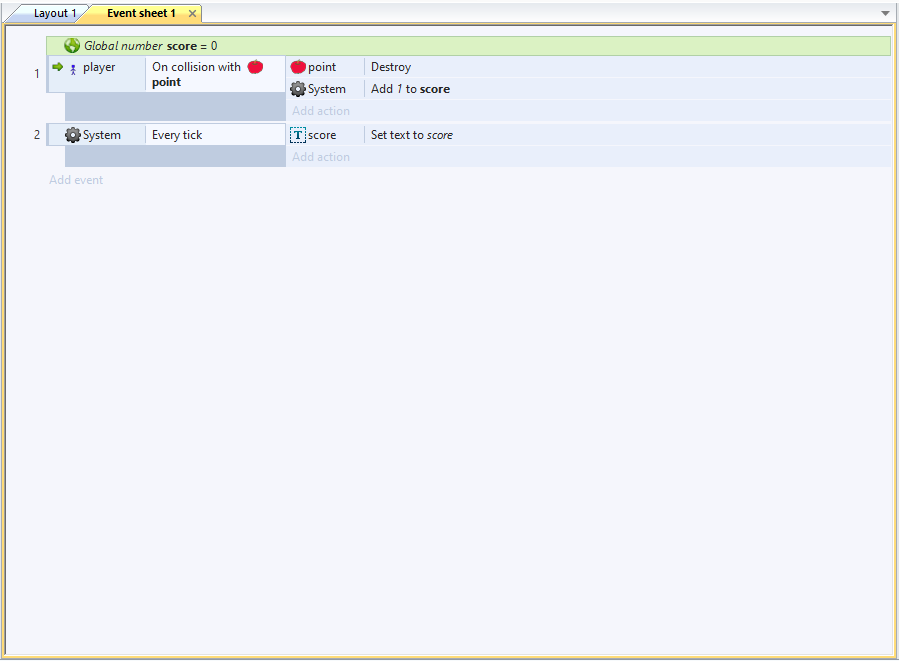 Layout 1 Event sheet 1
Global number score = 0
1 player On collision with point point Destroy
System Add 1 to score
Add action
2 System Every tick T score Set text to score
Add action
Add event